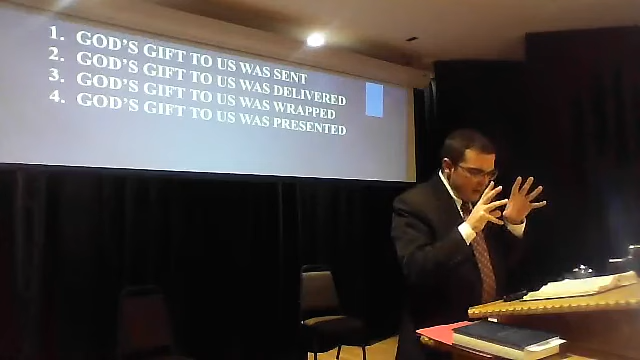 1. GOD'S GIFT TO US WAS SENT
2. GOD'S GIFT TO US WAS DELIVERED
3. GOD'S GIFT TO US WAS WRAPPED
4. GOD'S GIFT TO US WAS PRESENTED